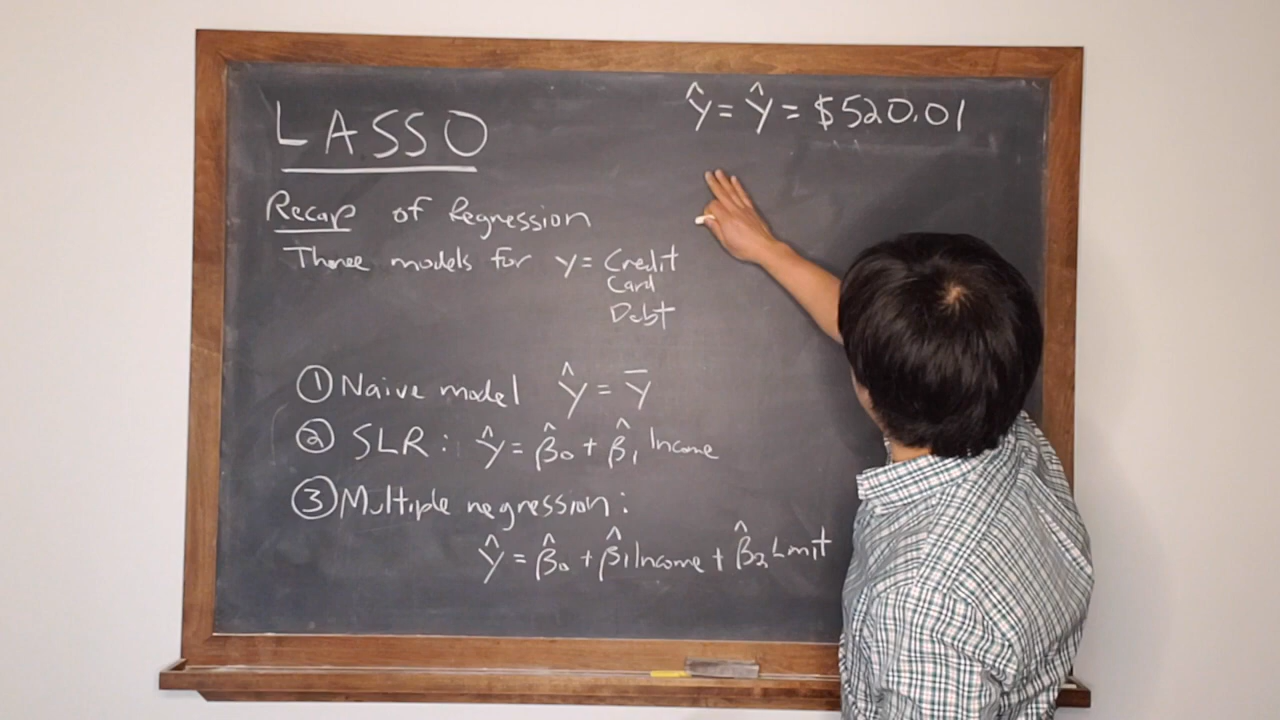 LASSO
Ŷ = Ŷ = $520.01
Recap of Regression
Three models for y = Credit
Card
Debt
① Naive model ŷ = ȳ
② SLR: ŷ = β̂₀ + β̂₁ Income
③ Multiple regression:
ŷ = β̂₀ + β̂₁ Income + β̂₂ Limit